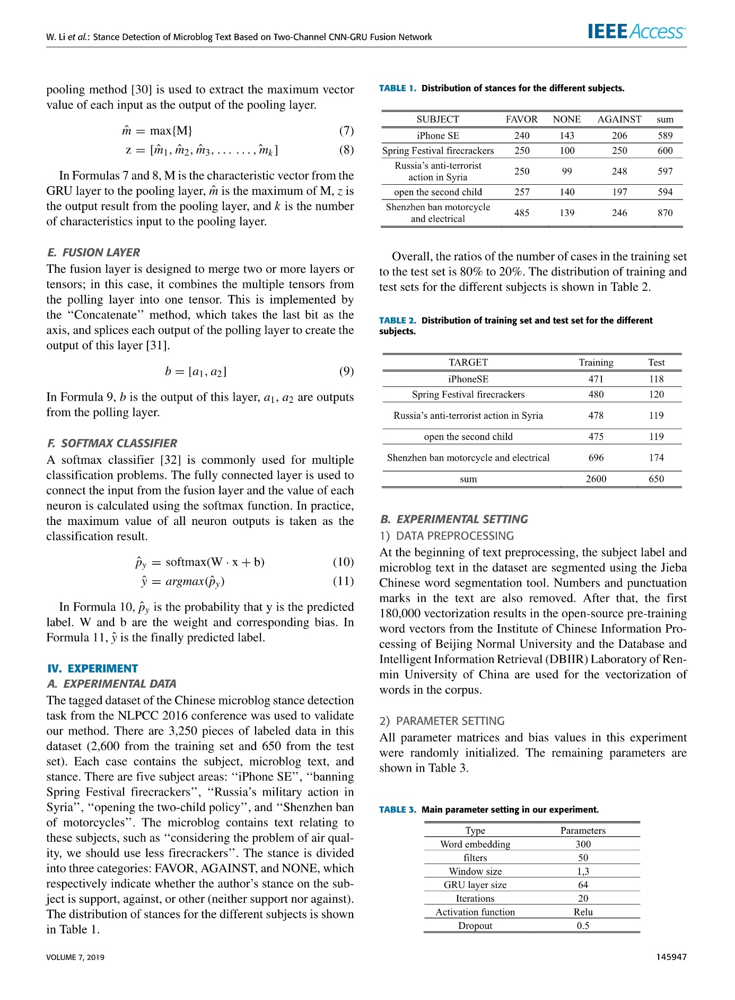 W. Li et al.: Stance Detection of Microblog Text Based on Two-Channel CNN-GRU Fusion Network
IEEE Access
pooling method [30] is used to extract the maximum vector
value of each input as the output of the pooling layer.
m̂ = max{M} (7)
z = [m̂1, m̂2, m̂3, . . . . . . , m̂k] (8)
In Formulas 7 and 8, M is the characteristic vector from the
GRU layer to the pooling layer, m̂ is the maximum of M, z is
the output result from the pooling layer, and k is the number
of characteristics input to the pooling layer.
E. FUSION LAYER
The fusion layer is designed to merge two or more layers or
tensors; in this case, it combines the multiple tensors from
the polling layer into one tensor. This is implemented by
the ‘‘Concatenate’’ method, which takes the last bit as the
axis, and splices each output of the polling layer to create the
output of this layer [31].
b = [a1, a2] (9)
In Formula 9, b is the output of this layer, a1, a2 are outputs
from the polling layer.
F. SOFTMAX CLASSIFIER
A softmax classifier [32] is commonly used for multiple
classification problems. The fully connected layer is used to
connect the input from the fusion layer and the value of each
neuron is calculated using the softmax function. In practice,
the maximum value of all neuron outputs is taken as the
classification result.
p̂y = softmax(W · x + b) (10)
ŷ = argmax(p̂y) (11)
In Formula 10, p̂y is the probability that y is the predicted
label. W and b are the weight and corresponding bias. In
Formula 11, ŷ is the finally predicted label.
IV. EXPERIMENT
A. EXPERIMENTAL DATA
The tagged dataset of the Chinese microblog stance detection
task from the NLPCC 2016 conference was used to validate
our method. There are 3,250 pieces of labeled data in this
dataset (2,600 from the training set and 650 from the test
set). Each case contains the subject, microblog text, and
stance. There are five subject areas: ‘‘iPhone SE’’, ‘‘banning
Spring Festival firecrackers’’, ‘‘Russia’s military action in
Syria’’, ‘‘opening the two-child policy’’, and ‘‘Shenzhen ban
of motorcycles’’. The microblog contains text relating to
these subjects, such as ‘‘considering the problem of air qual-
ity, we should use less firecrackers’’. The stance is divided
into three categories: FAVOR, AGAINST, and NONE, which
respectively indicate whether the author’s stance on the sub-
ject is support, against, or other (neither support nor against).
The distribution of stances for the different subjects is shown
in Table 1.
TABLE 1. Distribution of stances for the different subjects.
SUBJECT FAVOR NONE AGAINST sum
iPhone SE 240 143 206 589
Spring Festival firecrackers 250 100 250 600
Russia’s anti-terrorist
action in Syria 250 99 248 597
open the second child 257 140 197 594
Shenzhen ban motorcycle
and electrical 485 139 246 870
Overall, the ratios of the number of cases in the training set
to the test set is 80% to 20%. The distribution of training and
test sets for the different subjects is shown in Table 2.
TABLE 2. Distribution of training set and test set for the different
subjects.
TARGET Training Test
iPhoneSE 471 118
Spring Festival firecrackers 480 120
Russia’s anti-terrorist action in Syria 478 119
open the second child 475 119
Shenzhen ban motorcycle and electrical 696 174
sum 2600 650
B. EXPERIMENTAL SETTING
1) DATA PREPROCESSING
At the beginning of text preprocessing, the subject label and
microblog text in the dataset are segmented using the Jieba
Chinese word segmentation tool. Numbers and punctuation
marks in the text are also removed. After that, the first
180,000 vectorization results in the open-source pre-training
word vectors from the Institute of Chinese Information Pro-
cessing of Beijing Normal University and the Database and
Intelligent Information Retrieval (DBIIR) Laboratory of Ren-
min University of China are used for the vectorization of
words in the corpus.
2) PARAMETER SETTING
All parameter matrices and bias values in this experiment
were randomly initialized. The remaining parameters are
shown in Table 3.
TABLE 3. Main parameter setting in our experiment.
Type Parameters
Word embedding 300
filters 50
Window size 1,3
GRU layer size 64
Iterations 20
Activation function Relu
Dropout 0.5
VOLUME 7, 2019
145947